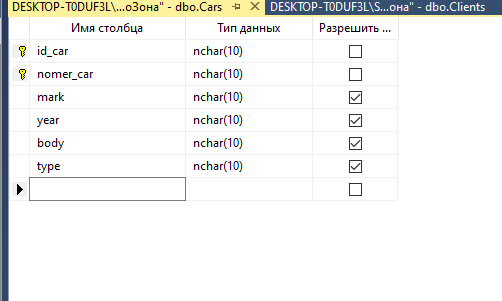 DESKTOP-T0DUF3L\...оЗона" - dbo.Cars DESKTOP-T0DUF3L\S...она" - dbo.Clients
Имя столбца Тип данных Разрешить ...
id_car nchar(10)
nomer_car nchar(10)
mark nchar(10)
year nchar(10)
body nchar(10)
type nchar(10)